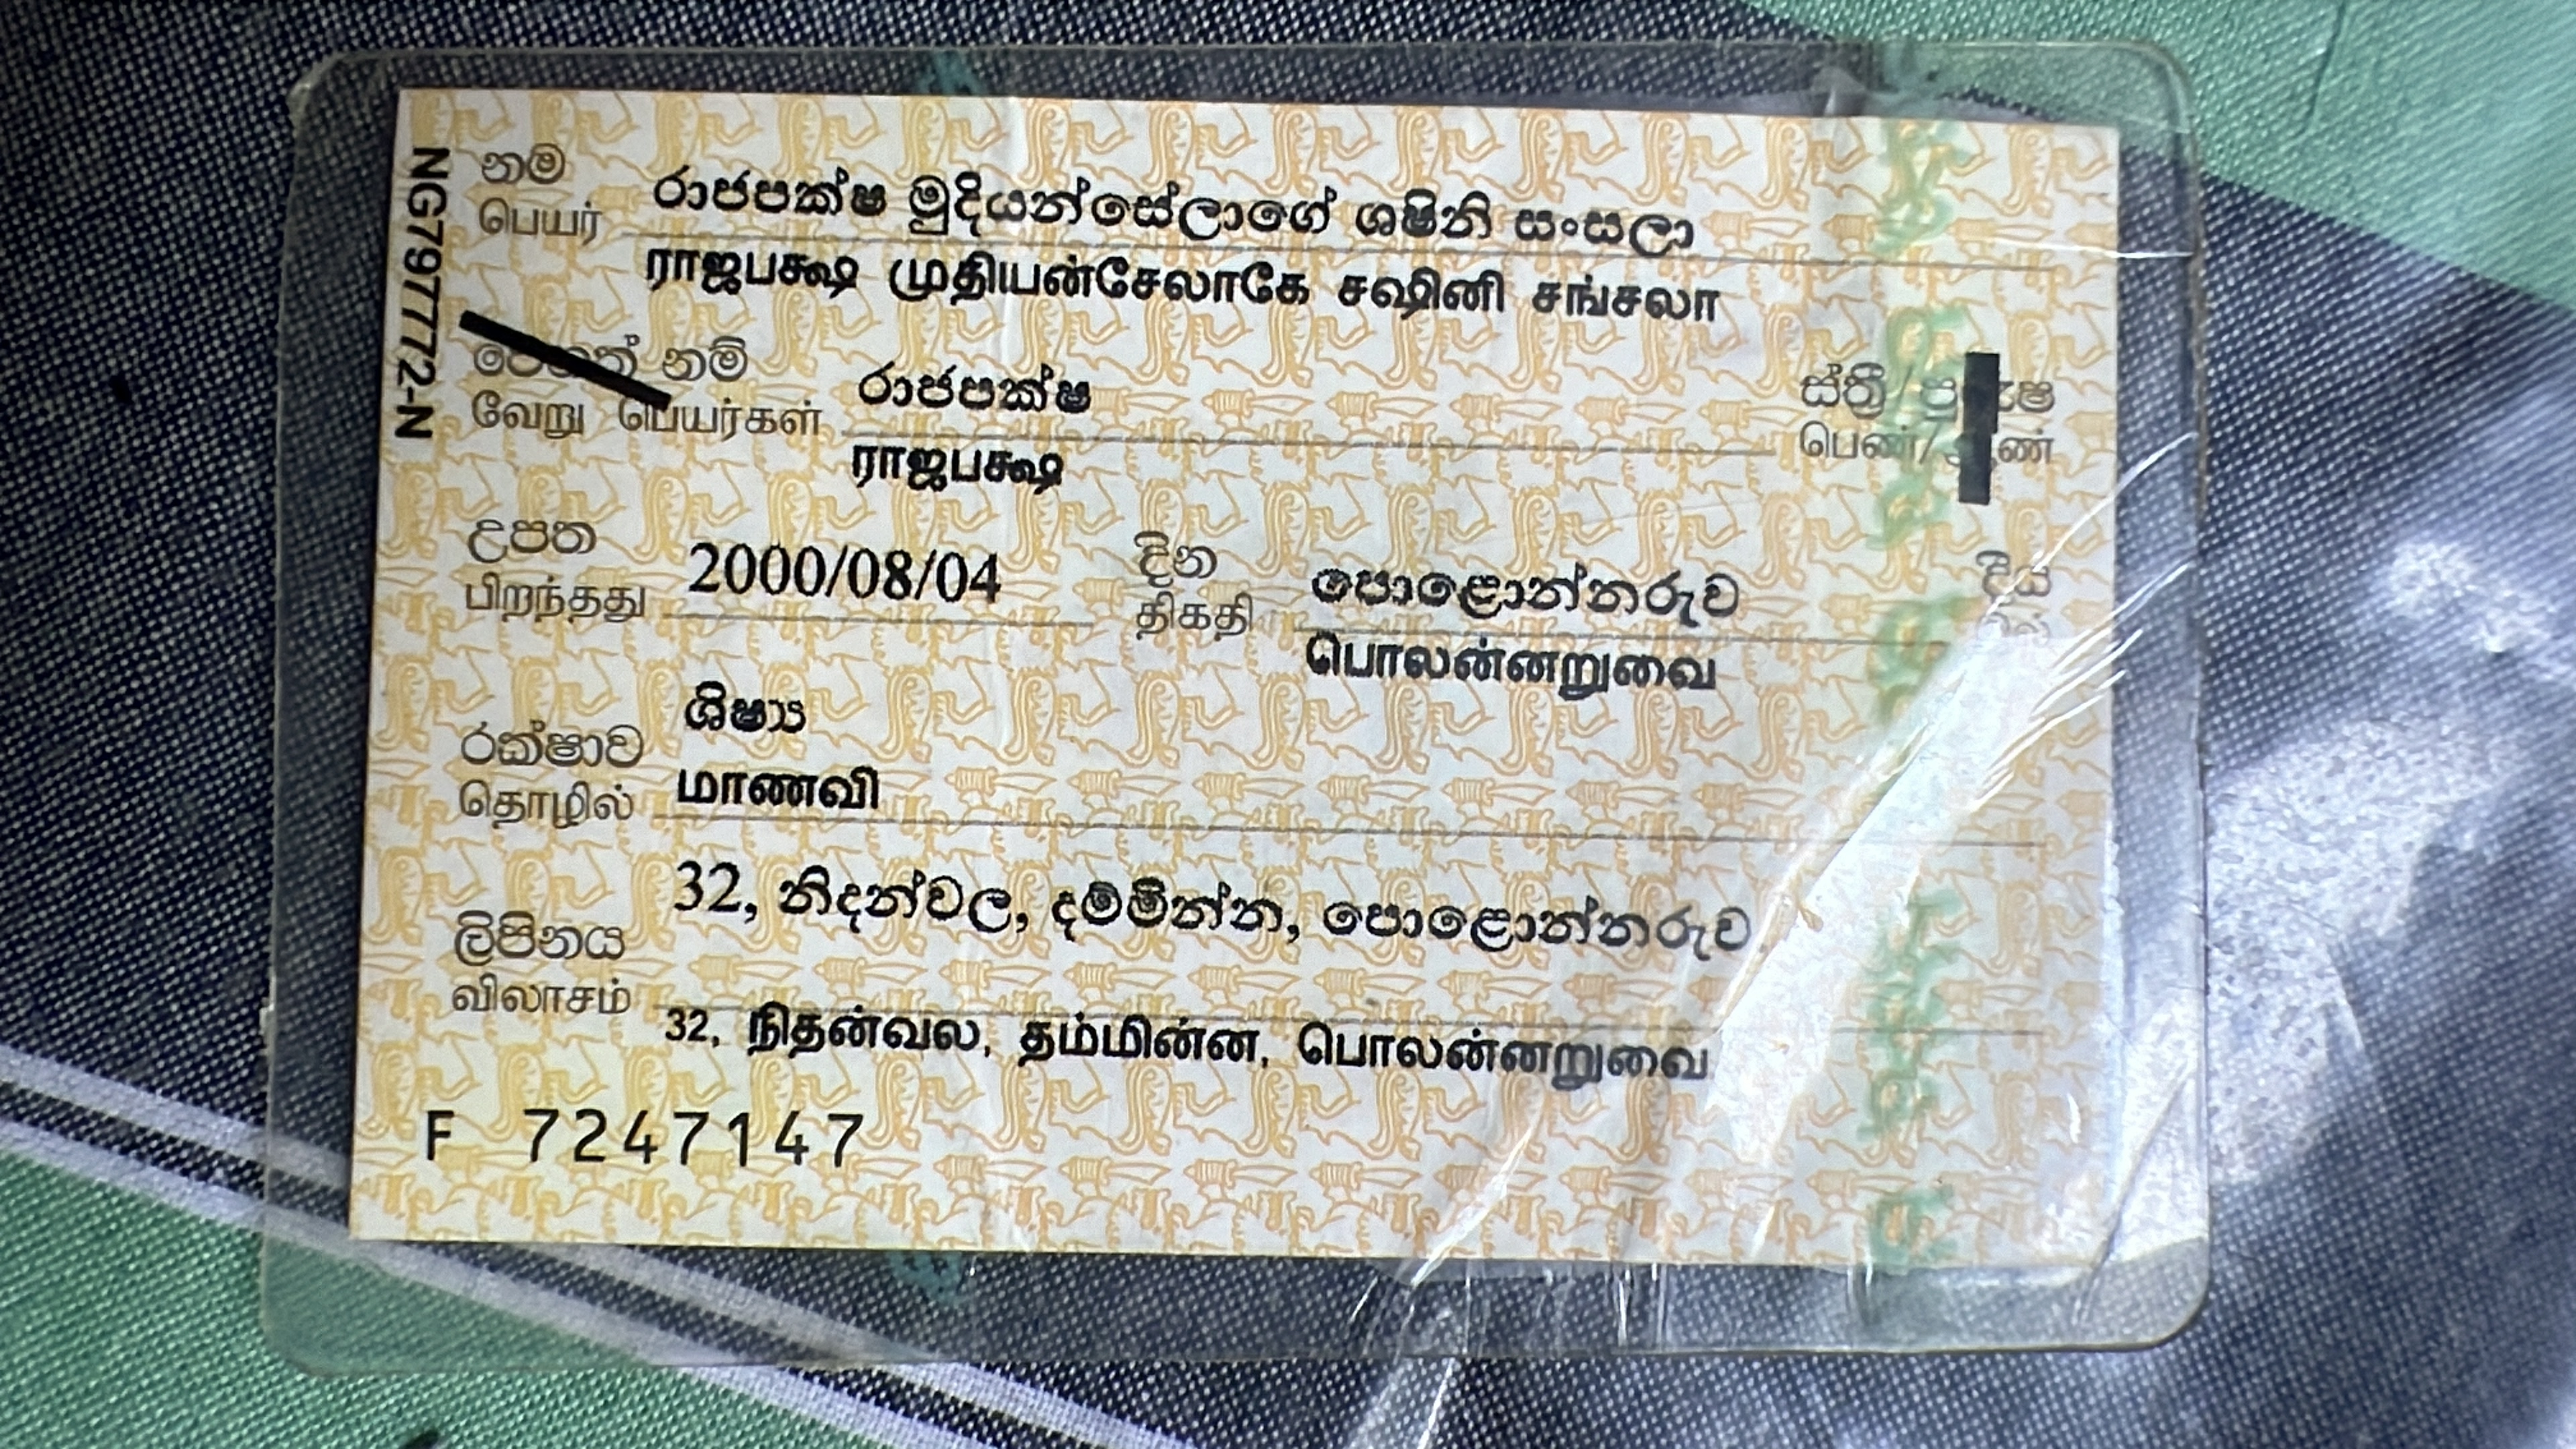 NG797772-N
නම රාජපක්ෂ මුදියන්සේලාගේ ශෂිනි සංසලා
பெயர் ராஜபக்ஷ முதியன்சேலாகே சஷினி சங்சலா
නම් රාජපක්ෂ ස්ත්‍රී/
வேறு பெயர்கள் ராஜபக்ஷ பெண்/
උපත 2000/08/04 දින පොළොන්නරුව දීය
பிறந்தது திகதி பொலன்னறுவை
ශිෂ්‍යා
රක්ෂාව
தொழில் மாணவி
32, නිදන්වල, දම්මින්න, පොළොන්නරුව
ලිපිනය
விலாசம்
32, நிதன்வல, தம்மின்ன, பொலன்னறுவை
F 7247147